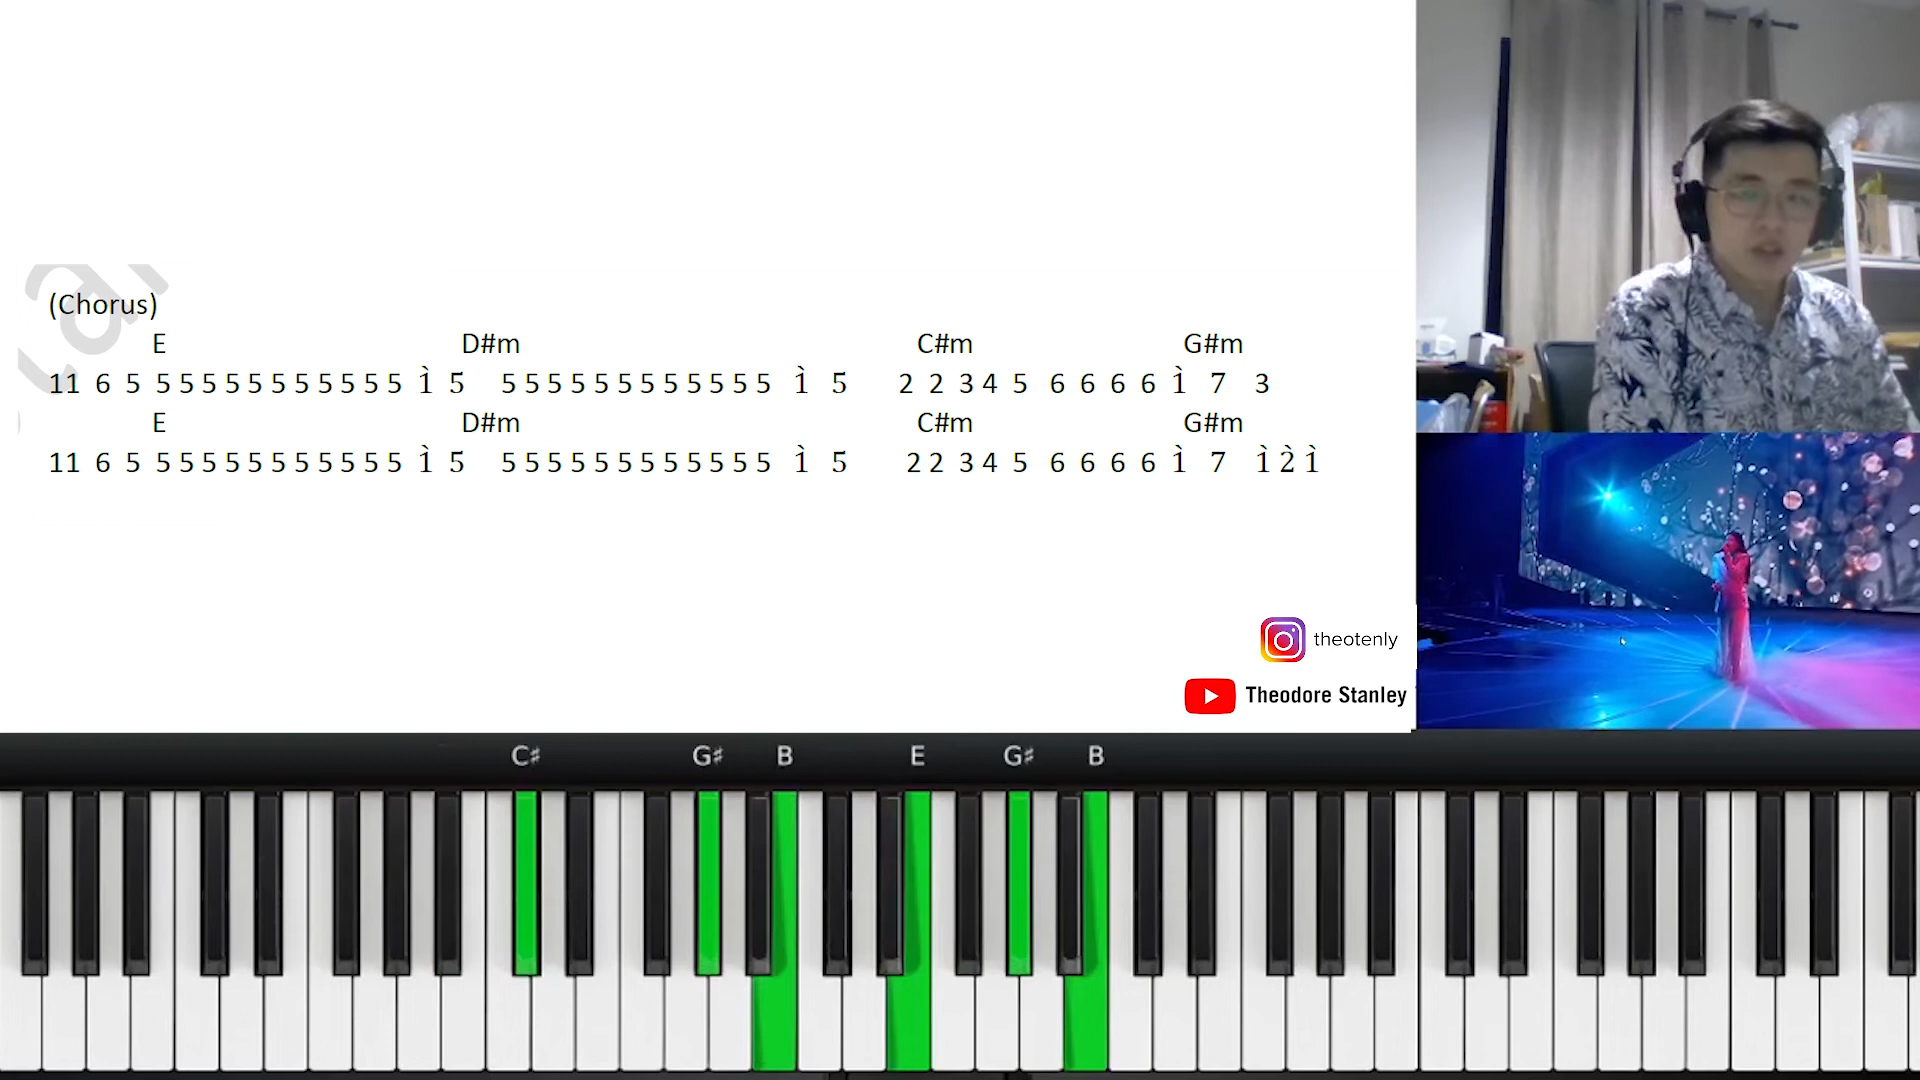 (Chorus)
E D#m C#m G#m
11 6 5 5 5 5 5 5 5 5 5 5 5 5 1̀ 5 5 5 5 5 5 5 5 5 5 5 5 5 1̀ 5 2 2 3 4 5 6 6 6 6 1̀ 7 3
E D#m C#m G#m
11 6 5 5 5 5 5 5 5 5 5 5 5 5 1̀ 5 5 5 5 5 5 5 5 5 5 5 5 5 1̀ 5 2 2 3 4 5 6 6 6 6 1̀ 7 1̀ 2̀ 1̀
theotenly
Theodore Stanley
C♯ G♯ B E G♯ B